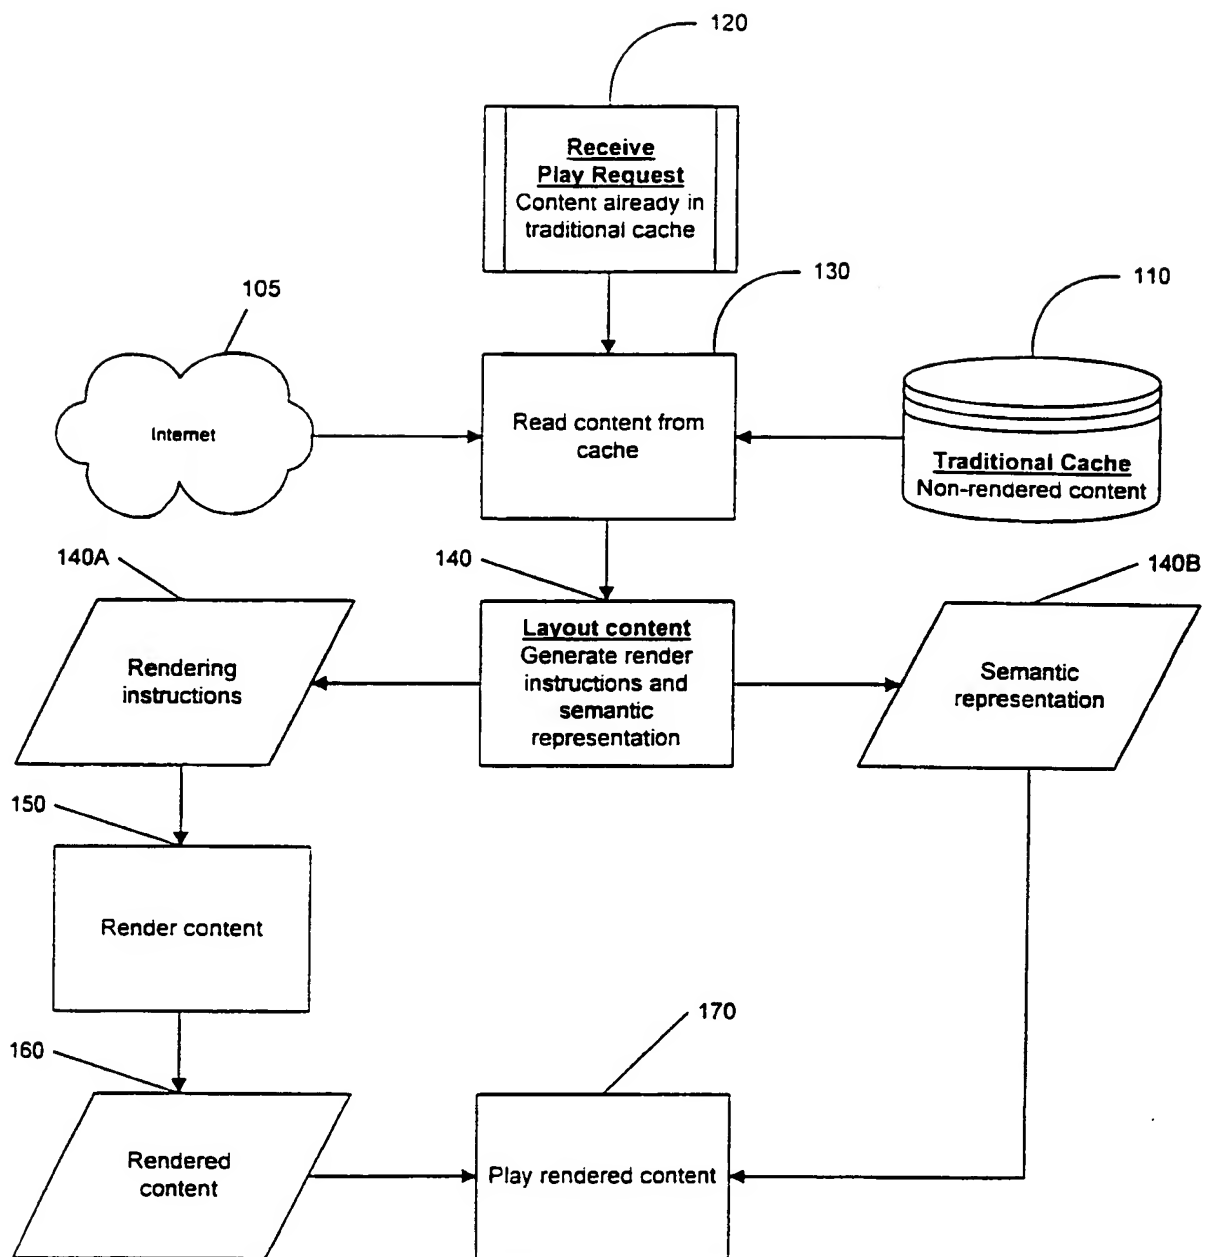 120
Receive
Play Request
Content already in
traditional cache
105
130
110
Internet
Read content from
cache
Traditional Cache
Non-rendered content
140A
140
140B
Rendering
instructions
Layout content
Generate render
instructions and
semantic
representation
Semantic
representation
150
Render content
160
170
Rendered
content
Play rendered content